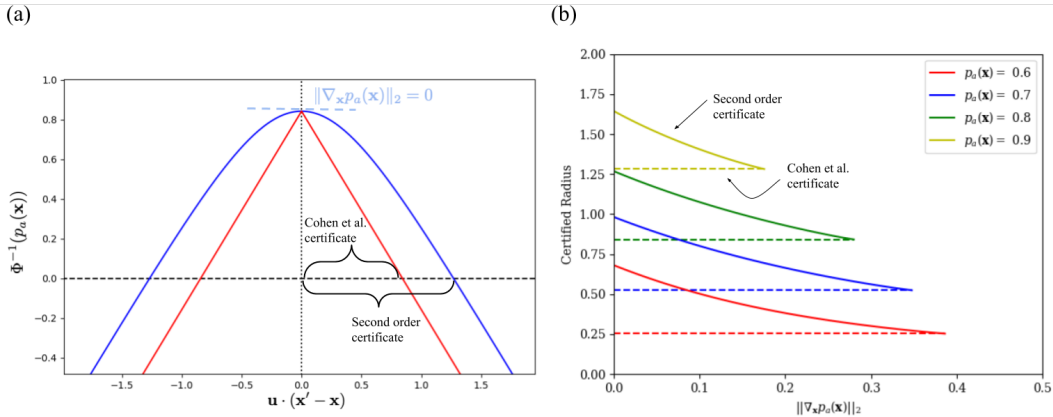 (a)
‖∇ₓpₐ(x)‖₂ = 0
Φ⁻¹(pₐ(x))
1.0
0.8
0.6
0.4
0.2
0.0
−0.2
−0.4
Cohen et al.
certificate
Second order
certificate
−1.5
−1.0
−0.5
0.0
0.5
1.0
1.5
u · (x′ − x)
(b)
Certified Radius
2.00
1.75
1.50
1.25
1.00
0.75
0.50
0.25
0.00
Second order
certificate
Cohen et al.
certificate
pₐ(x) = 0.6
pₐ(x) = 0.7
pₐ(x) = 0.8
pₐ(x) = 0.9
0.0
0.1
0.2
0.3
0.4
0.5
||∇ₓpₐ(x)||₂